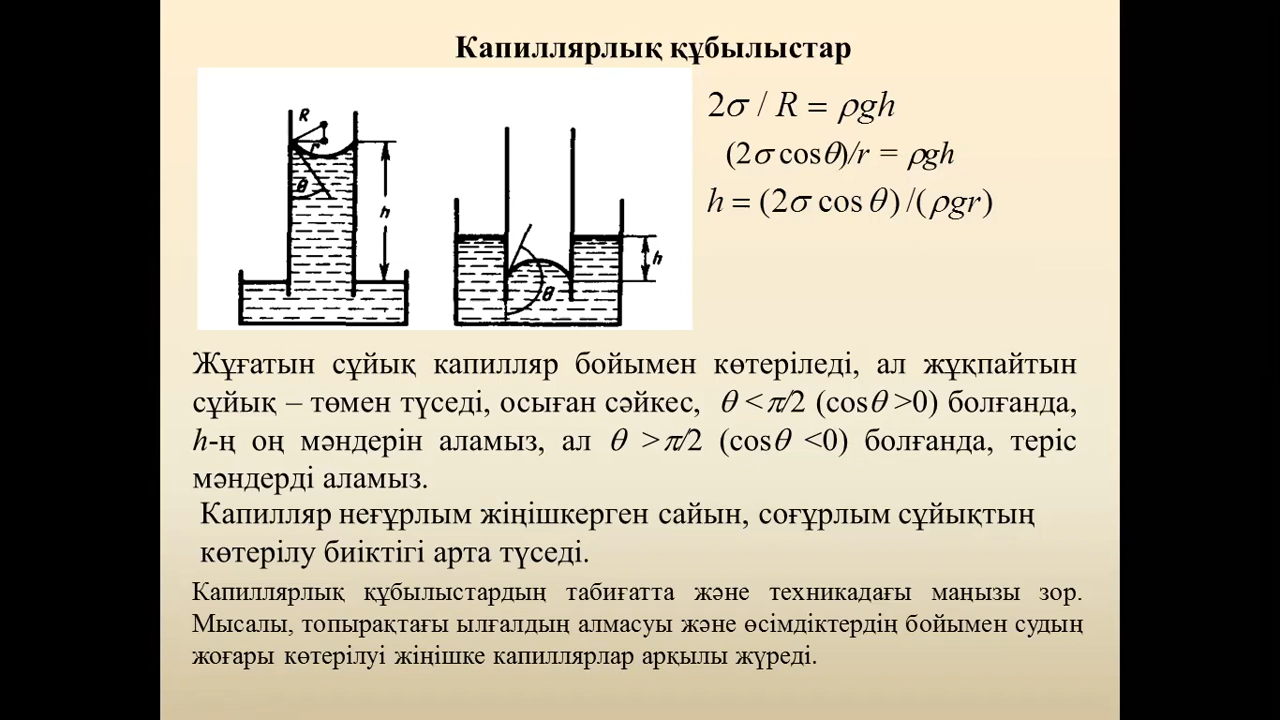 Капиллярлық құбылыстар
2σ / R = ρgh
(2σ cosθ)/r = ρgh
h = (2σ cos θ) /(ρgr)
R
r
θ
h
h
θ
Жұғатын сұйық капилляр бойымен көтеріледі, ал жұқпайтын
сұйық – төмен түседі, осыған сәйкес, θ <π/2 (cosθ >0) болғанда,
h-ң оң мәндерін аламыз, ал θ >π/2 (cosθ <0) болғанда, теріс
мәндерді аламыз.
Капилляр неғұрлым жіңішкерген сайын, соғұрлым сұйықтың
көтерілу биіктігі арта түседі.
Капиллярлық құбылыстардың табиғатта және техникадағы маңызы зор.
Мысалы, топырақтағы ылғалдың алмасуы және өсімдіктердің бойымен судың
жоғары көтерілуі жіңішке капиллярлар арқылы жүреді.